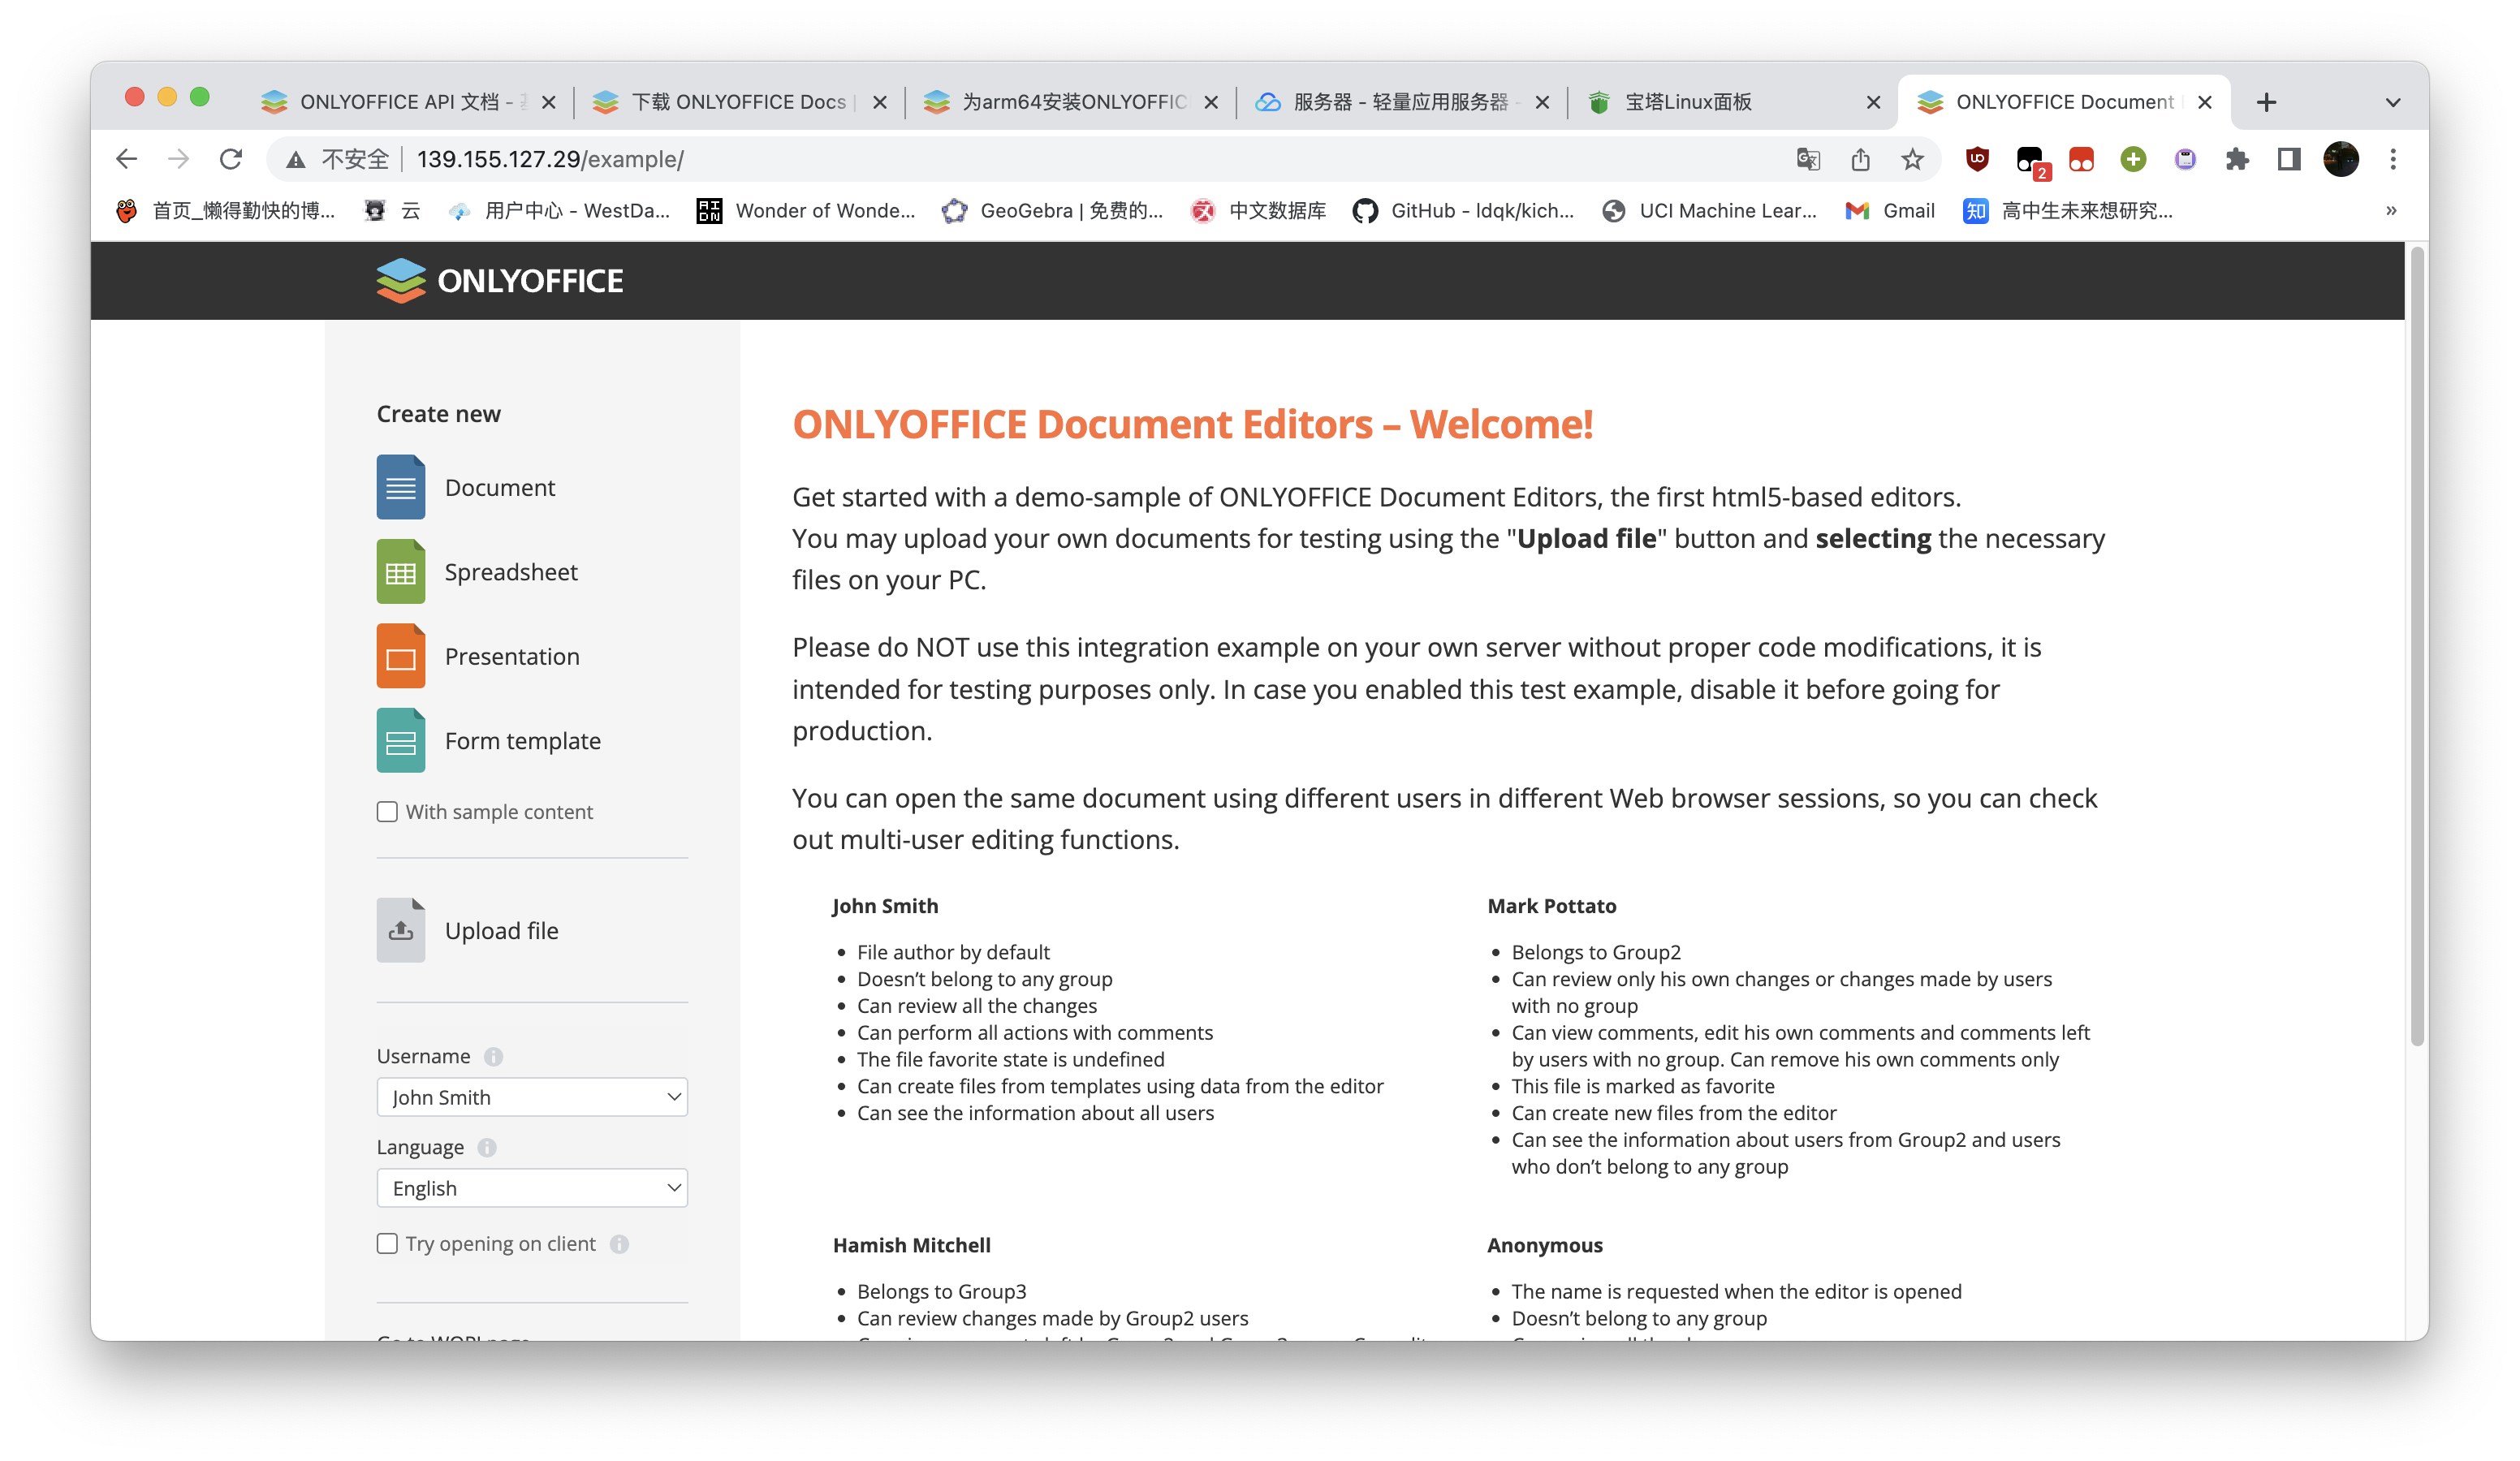 ONLYOFFICE API 文档 -
下载 ONLYOFFICE Docs
为arm64安装ONLYOFFIC
服务器 - 轻量应用服务器 -
宝塔Linux面板
ONLYOFFICE Document
不安全
139.155.127.29/example/
2
首页_懒得勤快的博...
云
用户中心 - WestDa...
Wonder of Wonde...
GeoGebra | 免费的...
中文数据库
GitHub - ldqk/kich...
UCI Machine Lear...
Gmail
知
高中生未来想研究...
»
ONLYOFFICE
Create new
Document
Spreadsheet
Presentation
Form template
With sample content
Upload file
Username
John Smith
Language
English
Try opening on client
Go to WOPI page
ONLYOFFICE Document Editors – Welcome!
Get started with a demo-sample of ONLYOFFICE Document Editors, the first html5-based editors.
You may upload your own documents for testing using the "Upload file" button and selecting the necessary
files on your PC.
Please do NOT use this integration example on your own server without proper code modifications, it is
intended for testing purposes only. In case you enabled this test example, disable it before going for
production.
You can open the same document using different users in different Web browser sessions, so you can check
out multi-user editing functions.
John Smith
File author by default
Doesn’t belong to any group
Can review all the changes
Can perform all actions with comments
The file favorite state is undefined
Can create files from templates using data from the editor
Can see the information about all users
Mark Pottato
Belongs to Group2
Can review only his own changes or changes made by users
with no group
Can view comments, edit his own comments and comments left
by users with no group. Can remove his own comments only
This file is marked as favorite
Can create new files from the editor
Can see the information about users from Group2 and users
who don’t belong to any group
Hamish Mitchell
Belongs to Group3
Can review changes made by Group2 users
Anonymous
The name is requested when the editor is opened
Doesn’t belong to any group